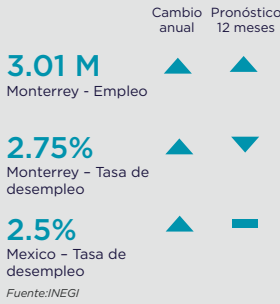 Cambio anual
Pronóstico 12 meses
3.01 M
Monterrey - Empleo
2.75%
Monterrey – Tasa de
desempleo
2.5%
Mexico – Tasa de
desempleo
Fuente:INEGI